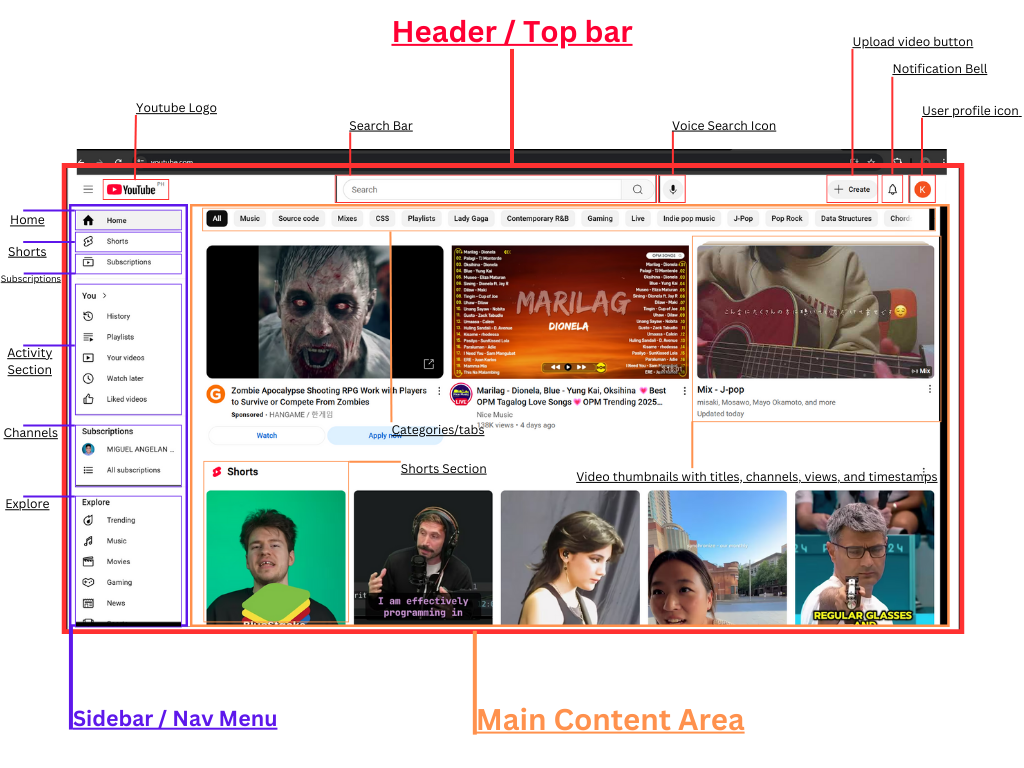 Header / Top bar
Upload video button
Notification Bell
Youtube Logo
Search Bar
Voice Search Icon
User profile icon
youtube.com
YouTube PH
Search
Create
K
Home
Shorts
Subscriptions
Activity
Section
Channels
Explore
Home
Shorts
Subscriptions
You
History
Playlists
Your videos
Watch later
Liked videos
Subscriptions
MIGUEL ANGELAN ...
All subscriptions
Explore
Trending
Music
Movies
Gaming
News
All
Music
Source code
Mixes
CSS
Playlists
Lady Gaga
Contemporary R&B
Gaming
Live
Indie pop music
J-Pop
Pop Rock
Data Structures
Chord
G
Zombie Apocalypse Shooting RPG Work with Players
to Survive or Compete From Zombies
Sponsored · HANGAME / 한게임
Watch
Apply now
OPM SONGS
MARILAG
DIONELA
LIVE
Marilag - Dionela, Blue - Yung Kai, Oksihina 💗 Best
OPM Tagalog Love Songs 💗 OPM Trending 2025...
Nice Music
138K views • 4 days ago
Mix
Mix - J-pop
misaki, Mosawo, Mayo Okamoto, and more
Updated today
Categories/tabs
Shorts Section
Video thumbnails with titles, channels, views, and timestamps
Shorts
BlueStacks
I am effectively
programming in
REGULAR GLASSES
AND
Sidebar / Nav Menu
Main Content Area